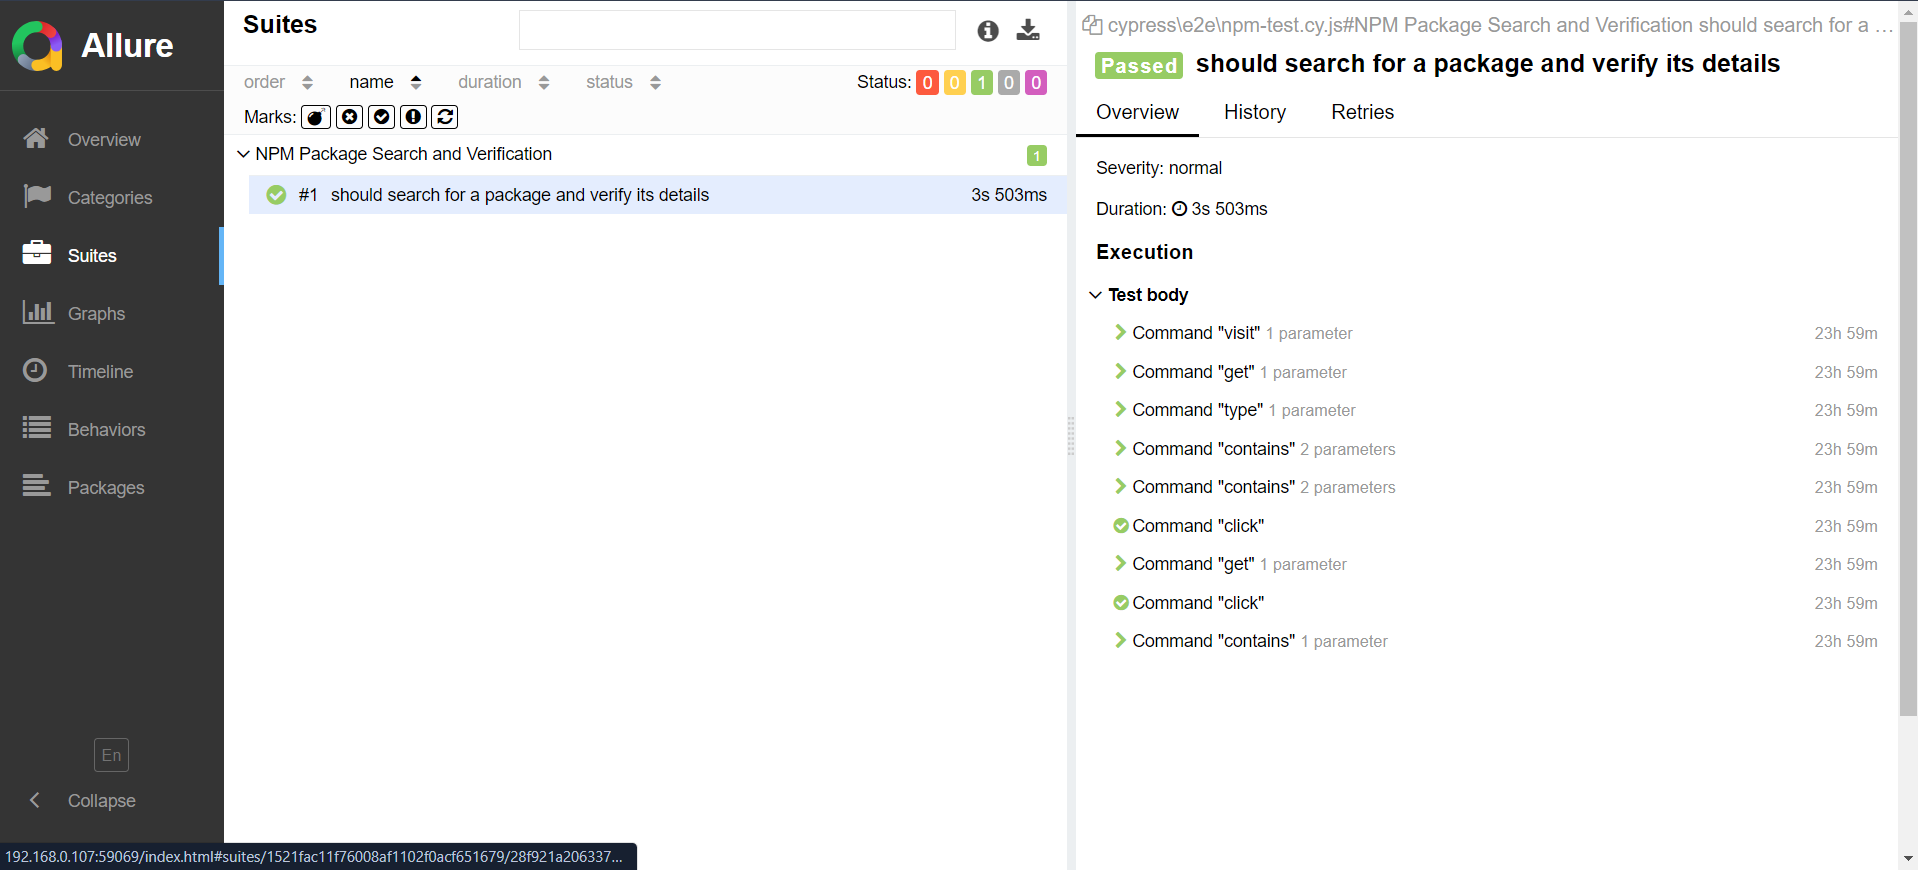 Allure
Overview
Categories
Suites
Graphs
Timeline
Behaviors
Packages
En
Collapse
Suites
order name duration status Status: 0 0 1 0 0
Marks:
NPM Package Search and Verification 1
#1 should search for a package and verify its details 3s 503ms
cypress\e2e\npm-test.cy.js#NPM Package Search and Verification should search for a …
Passed should search for a package and verify its details
Overview History Retries
Severity: normal
Duration: 3s 503ms
Execution
Test body
Command "visit" 1 parameter 23h 59m
Command "get" 1 parameter 23h 59m
Command "type" 1 parameter 23h 59m
Command "contains" 2 parameters 23h 59m
Command "contains" 2 parameters 23h 59m
Command "click" 23h 59m
Command "get" 1 parameter 23h 59m
Command "click" 23h 59m
Command "contains" 1 parameter 23h 59m
192.168.0.107:59069/index.html#suites/1521fac11f76008af1102f0acf651679/28f921a206337...